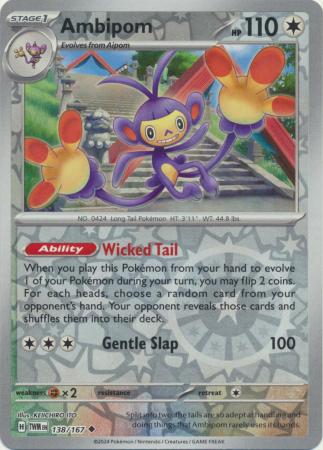 STAGE 1
Ambipom
HP 110
Evolves from Aipom
NO. 0424 Long Tail Pokémon HT: 3'11" WT: 44.8 lbs.
Ability Wicked Tail
When you play this Pokémon from your hand to evolve
1 of your Pokémon during your turn, you may flip 2 coins.
For each heads, choose a random card from your
opponent's hand. Your opponent reveals those cards and
shuffles them into their deck.
Gentle Slap 100
weakness ×2 resistance retreat
Illus. KEIICHIRO ITO
H TWM EN 138/167
Split into two, the tails are so adept at handling
and doing things that Ambipom rarely uses its hands.
©2024 Pokémon / Nintendo / Creatures / GAME FREAK